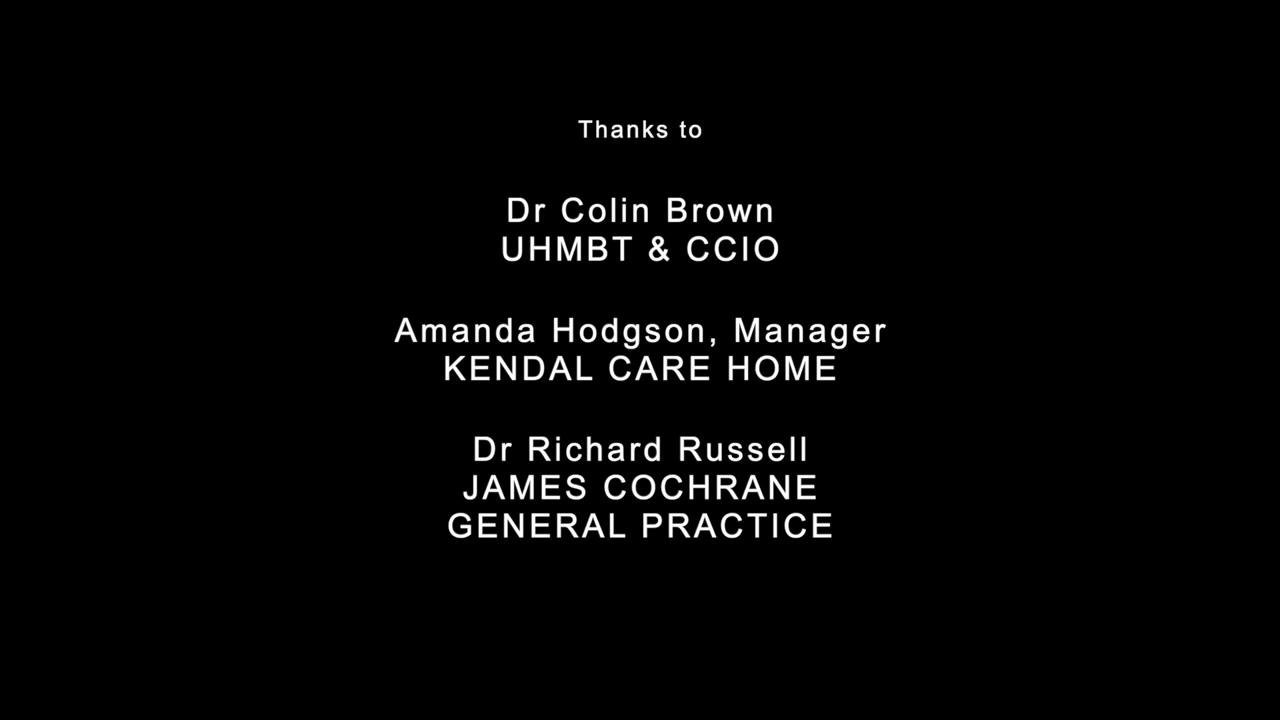 Thanks to
Dr Colin Brown
UHMBT & CCIO
Amanda Hodgson, Manager
KENDAL CARE HOME
Dr Richard Russell
JAMES COCHRANE
GENERAL PRACTICE